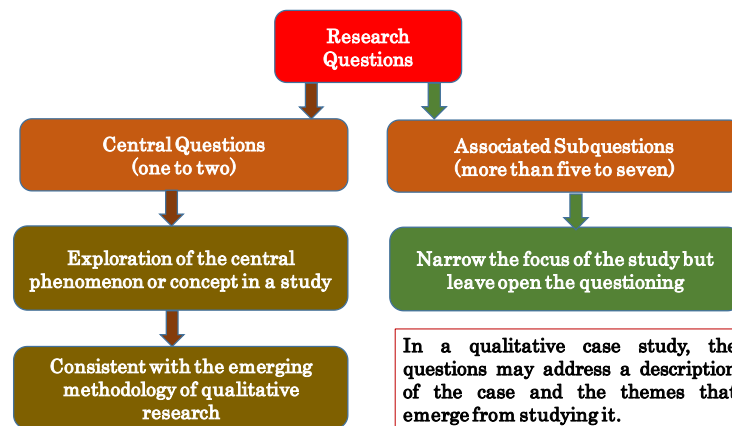 Research
Questions
Central Questions
(one to two)
Associated Subquestions
(more than five to seven)
Exploration of the central
phenomenon or concept in a study
Narrow the focus of the study but
leave open the questioning
Consistent with the emerging
methodology of qualitative
research
In a qualitative case study, the
questions may address a description
of the case and the themes that
emerge from studying it.